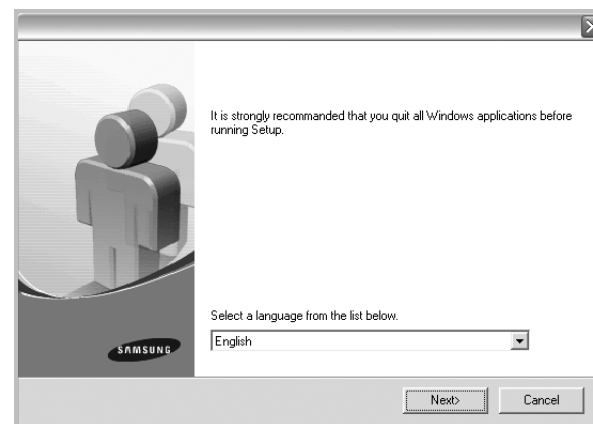 It is strongly recommanded that you quit all Windows applications before
running Setup.
Select a language from the list below.
SAMSUNG
English
Next>
Cancel